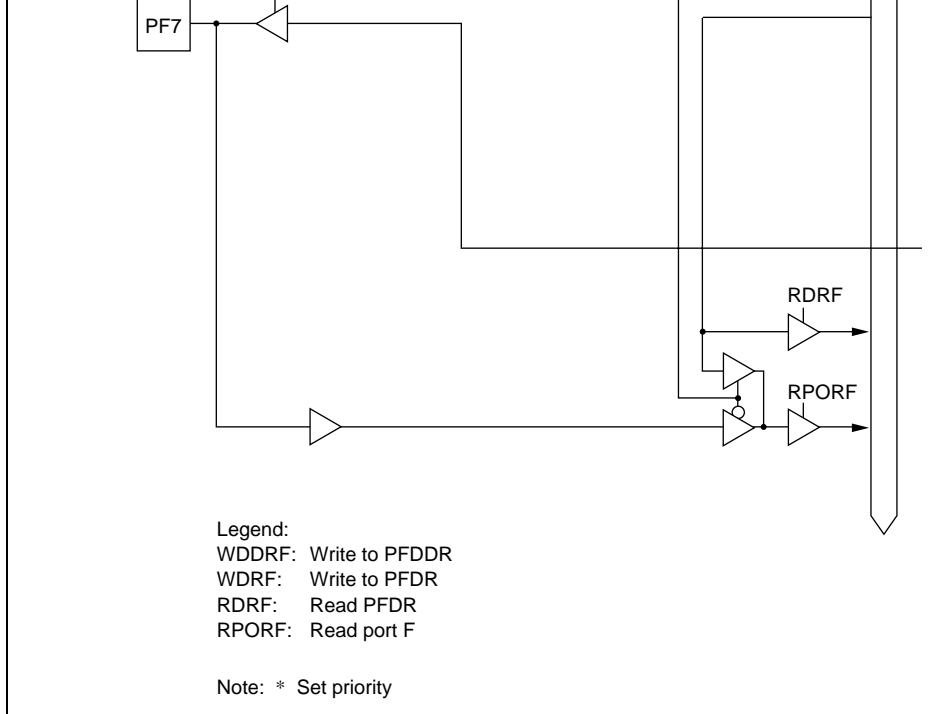 PF7
RDRF
RPORF
Legend:
WDDRF: Write to PFDDR
WDRF: Write to PFDR
RDRF: Read PFDR
RPORF: Read port F
Note: * Set priority